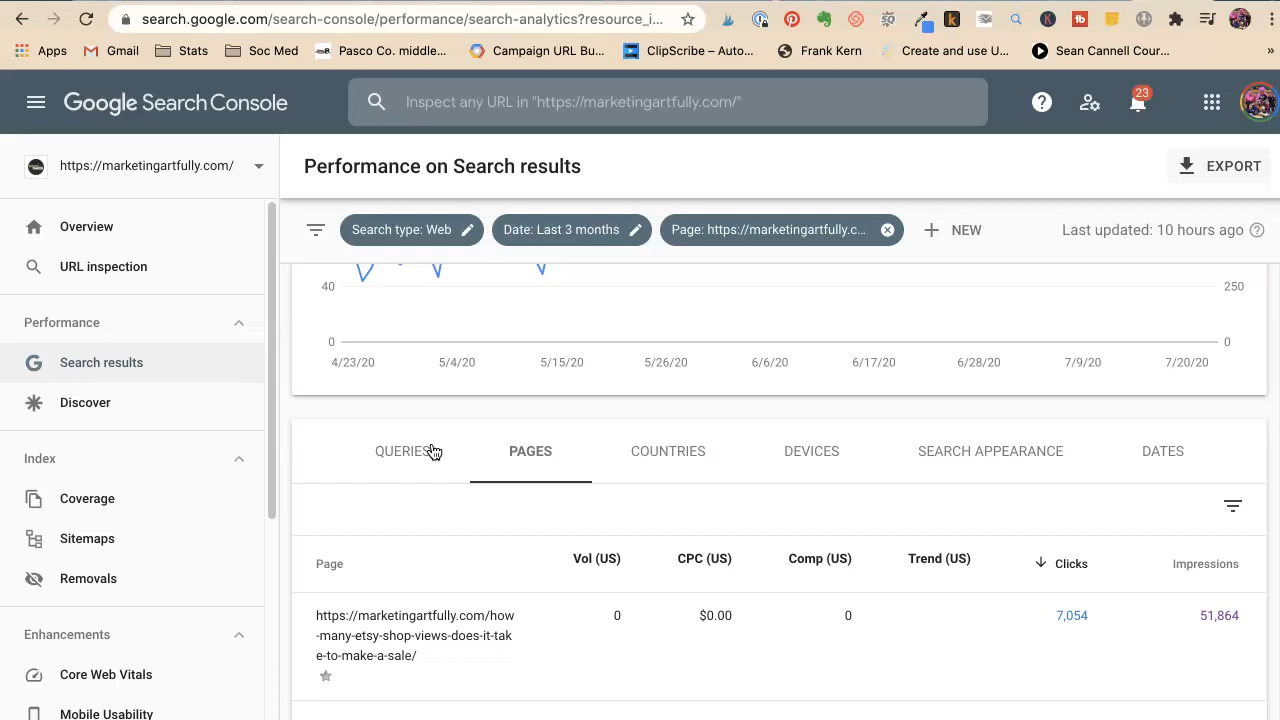 search.google.com/search-console/performance/search-analytics?resource_i...
Apps
Gmail
Stats
Soc Med
Pasco Co. middle...
Campaign URL Bu...
ClipScribe – Auto...
Frank Kern
Create and use U...
Sean Cannell Cour...
»
Google Search Console
Inspect any URL in "https://marketingartfully.com/"
23
https://marketingartfully.com/
Performance on Search results
EXPORT
Search type: Web
Date: Last 3 months
Page: https://marketingartfully.c...
NEW
Last updated: 10 hours ago
Overview
URL inspection
Performance
Search results
Discover
Index
Coverage
Sitemaps
Removals
Enhancements
Core Web Vitals
Mobile Usability
40
250
0
0
4/23/20
5/4/20
5/15/20
5/26/20
6/6/20
6/17/20
6/28/20
7/9/20
7/20/20
QUERIES
PAGES
COUNTRIES
DEVICES
SEARCH APPEARANCE
DATES
Page
Vol (US)
CPC (US)
Comp (US)
Trend (US)
Clicks
Impressions
https://marketingartfully.com/how
-many-etsy-shop-views-does-it-tak
e-to-make-a-sale/
0
$0.00
0
7,054
51,864